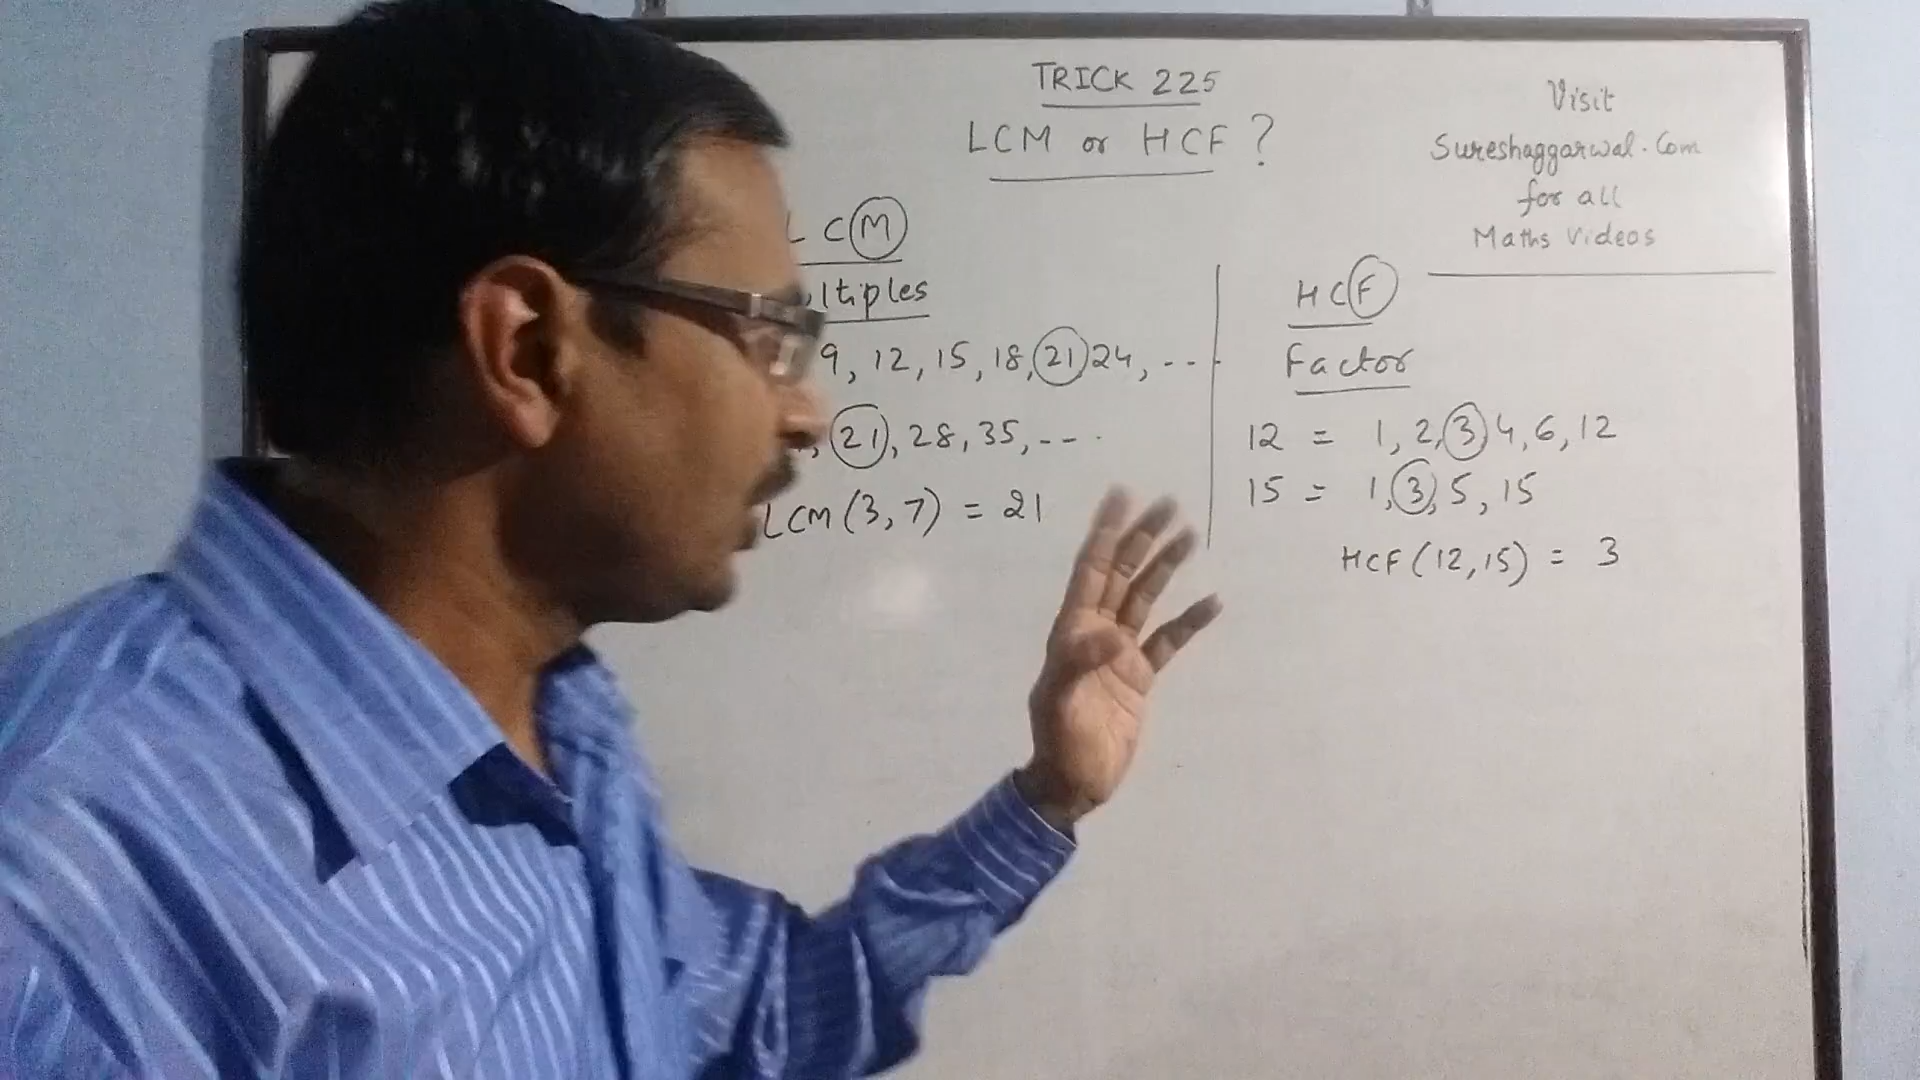 TRICK 225
LCM or HCF ?
Visit
Sureshaggarwal.Com
for all
Maths Videos
LCM
ltiples
9, 12, 15, 18, 21 24, ---
, 21, 28, 35, ---
LCM (3, 7) = 21
HCF
Factor
12 = 1, 2, 3 4, 6, 12
15 = 1, 3, 5, 15
HCF (12, 15) = 3